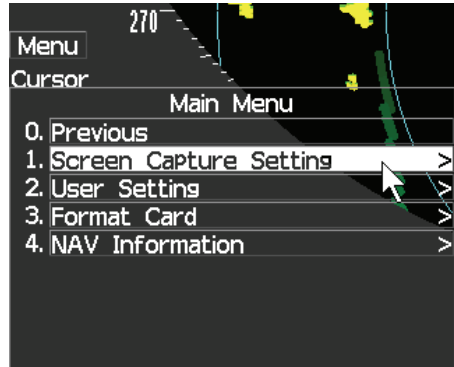 270
Menu
Cursor
Main Menu
0. Previous
1. Screen Capture Setting >
2. User Setting >
3. Format Card >
4. NAV Information >